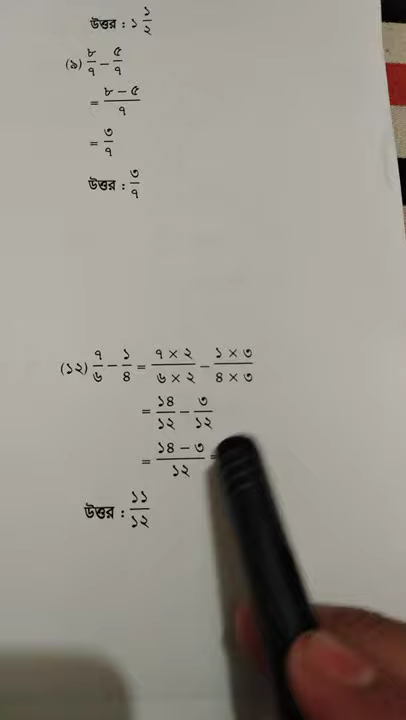 উত্তর : ১ ১/২
(৯) ৮/৭ − ৫/৭
= (৮ − ৫)/৭
= ৩/৭
উত্তর : ৩/৭
(১২) ৭/৬ − ১/৪ = (৭ × ২)/(৬ × ২) − (১ × ৩)/(৪ × ৩)
= ১৪/১২ − ৩/১২
= (১৪ − ৩)/১২ =
উত্তর : ১১/১২